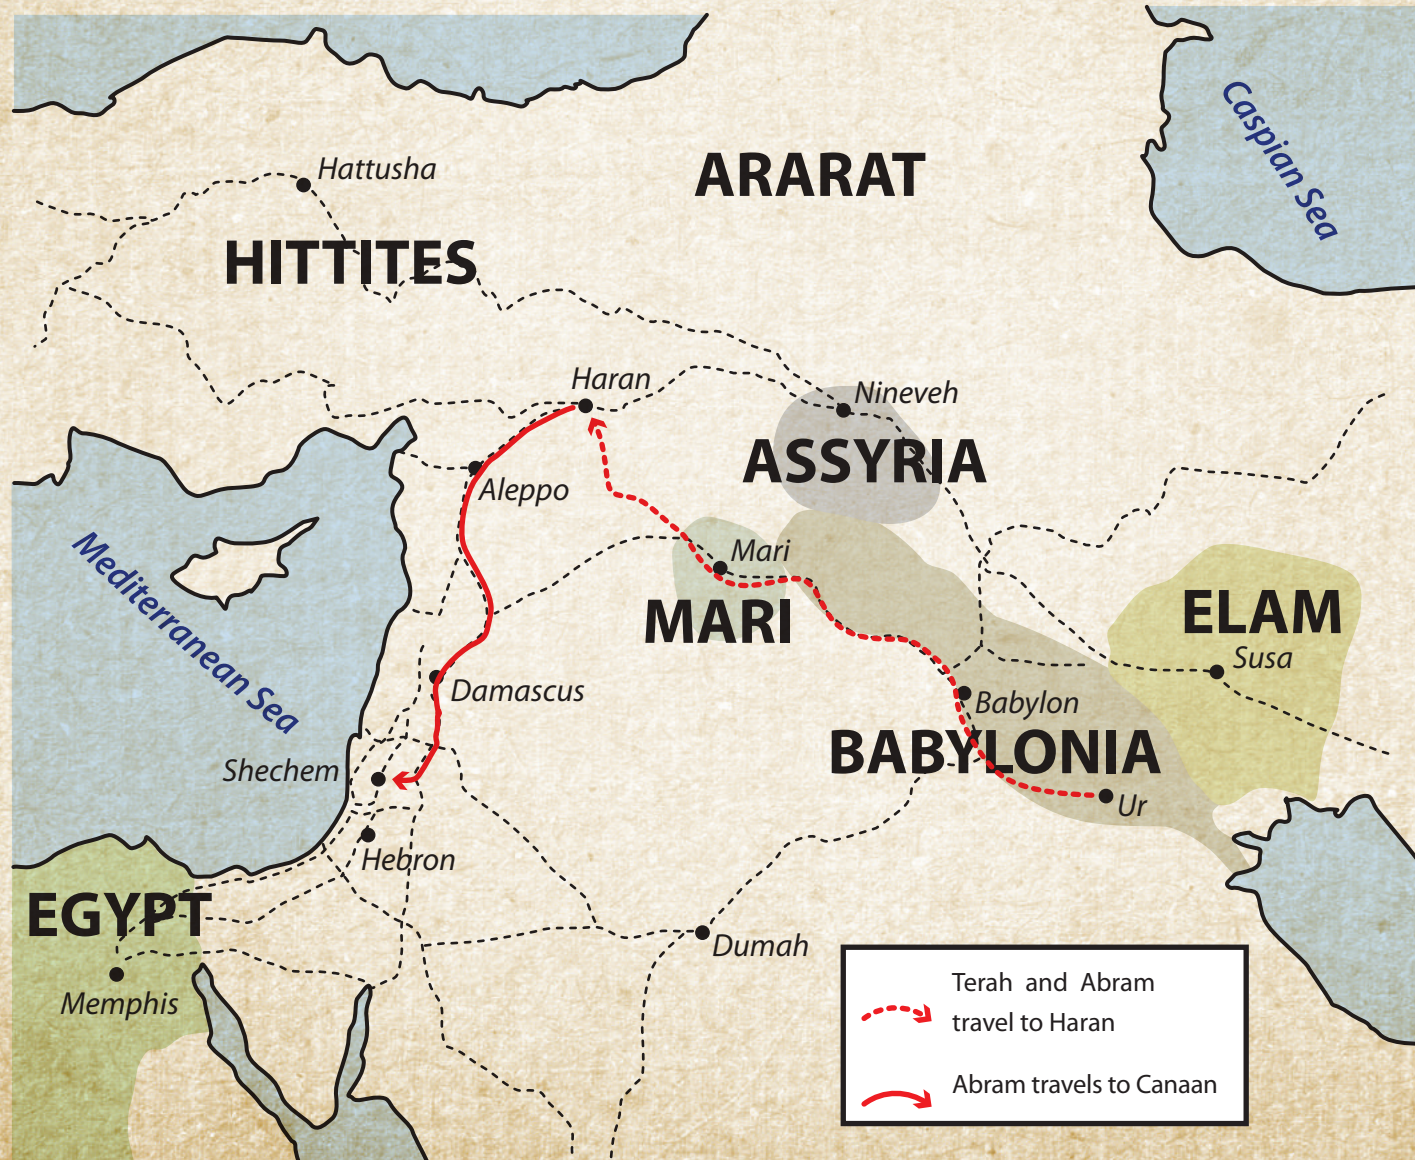 Caspian Sea
Hattusha
ARARAT
HITTITES
Haran
Nineveh
ASSYRIA
Aleppo
Mediterranean Sea
Mari
MARI
ELAM
Susa
Damascus
Babylon
BABYLONIA
Shechem
Ur
Hebron
EGYPT
Dumah
Memphis
Terah and Abram
travel to Haran
Abram travels to Canaan